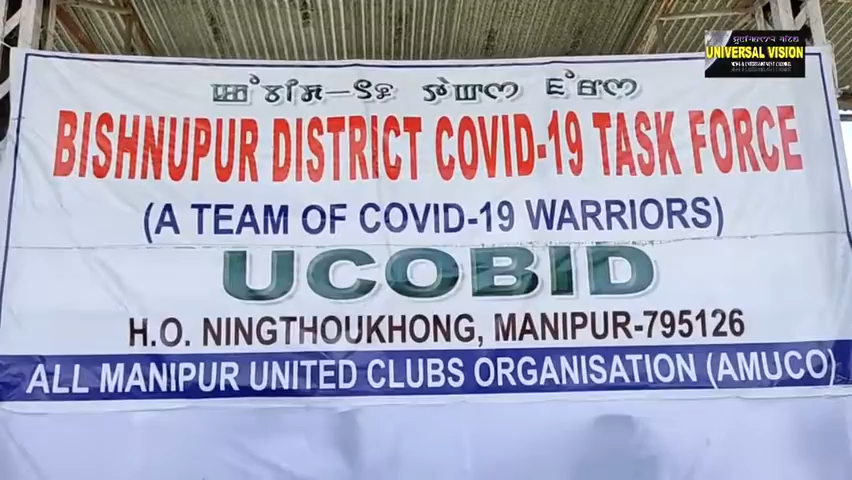 UNIVERSAL VISION
BISHNUPUR DISTRICT COVID-19 TASK FORCE
(A TEAM OF COVID-19 WARRIORS)
UCOBID
H.O. NINGTHOUKHONG, MANIPUR-795126
ALL MANIPUR UNITED CLUBS ORGANISATION (AMUCO)